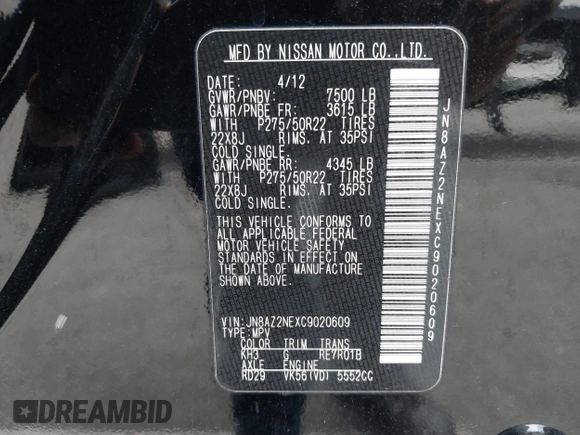 MFD BY NISSAN MOTOR CO.,LTD.
DATE: 4/12
GVWR/PNBV: 7500 LB
GAWR/PNBE FR: 3615 LB
WITH P275/50R22 TIRES
22X8J RIMS. AT 35PSI
COLD SINGLE.
GAWR/PNBE RR: 4345 LB
WITH P275/50R22 TIRES
22X8J RIMS. AT 35PSI
COLD SINGLE.
THIS VEHICLE CONFORMS TO
ALL APPLICABLE FEDERAL
MOTOR VEHICLE SAFETY
STANDARDS IN EFFECT ON
THE DATE OF MANUFACTURE
SHOWN ABOVE.
VIN: JN8AZ2NEXC9020609
TYPE: MPV
COLOR TRIM TRANS
KH3 G RE7R01B
AXLE ENGINE
RD29 VK56(VD) 5552CC
JN8AZ2NEXC9020609
DREAMBID